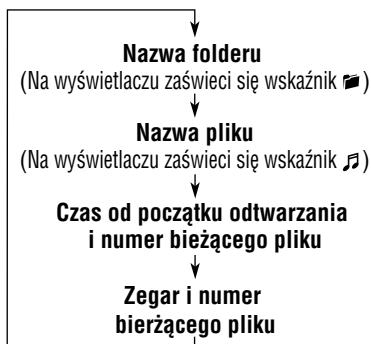 Nazwa folderu
(Na wyświetlaczu zaświeci się wskaźnik )
Nazwa pliku
(Na wyświetlaczu zaświeci się wskaźnik )
Czas od początku odtwarzania
i numer bieżącego pliku
Zegar i numer
bierżącego pliku